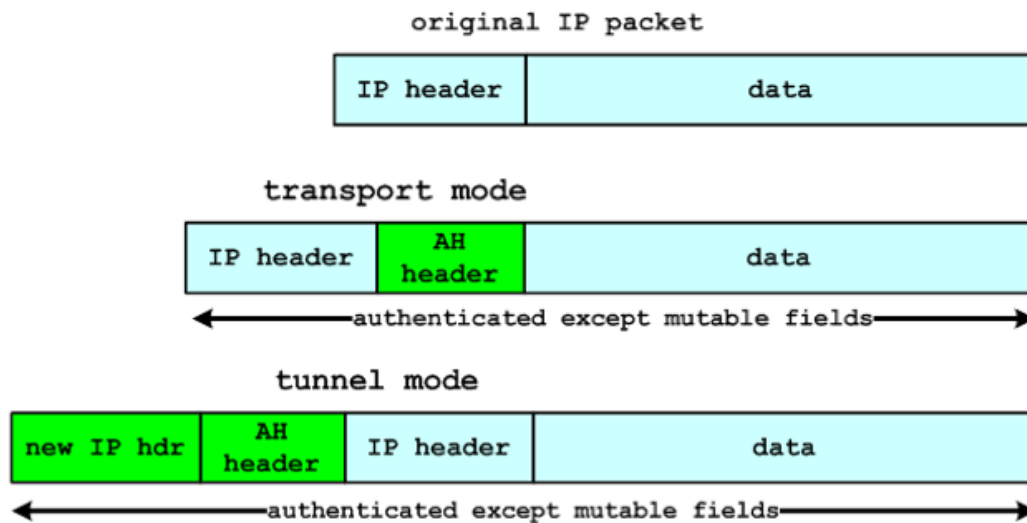 original IP packet
IP header data
transport mode
IP header AH header data
authenticated except mutable fields
tunnel mode
new IP hdr AH header IP header data
authenticated except mutable fields